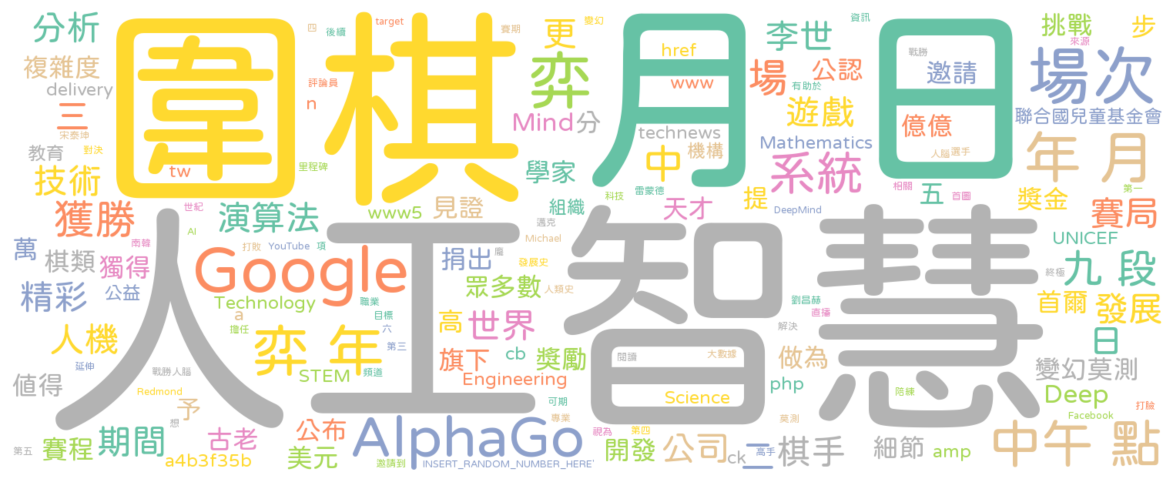 分析
更
李世
資訊
挑戰
步
四
後續
target
賽期
變幻
來源
複雜度
delivery
圍棋
弈
月
日
戰勝
邀請
場次
評論員
href
www
場
公認
有助於
三
n
宋泰坤
Mind
分
technews
遊戲
億億
聯合國兒童基金會
教育
對決
tw
里程碑
學家
中
機構
Mathematics
系統
人腦
選手
年 月
技術
科技
雷蒙德
提
五
相關
首圖
獎金
第一
獲勝
世紀
演算法
www5
見證
組織
天才
DeepMind
賽局
萬
南韓
AI
打敗
YouTube
項
邁克
Michael
UNICEF
棋類
獨得
人工智慧
Google
捐出
龐
發展史
終極
九 段
精彩
公益
Technology
職業
眾多數
人類史
劉昌赫
直播
首爾
發展
人機
a
擔任
目標
六
高
世界
解決
日
弈 年
第三
旗下
cb
獎勵
閱讀
大數據
做為
變幻莫測
延伸
戰勝人腦
STEM
頻道
Engineering
php
值得
Redmond
予
可期
Science
陪練
Deep
打臉
想
專業
莫測
Facebook
第五
賽程
期間
古老
公布
AlphaGo
視為
第四
中午 點
a4b3f35b
美元
邀請到
INSERT_RANDOM_NUMBER_HERE'
開發
公司
ck
二
高手
棋手
細節
amp